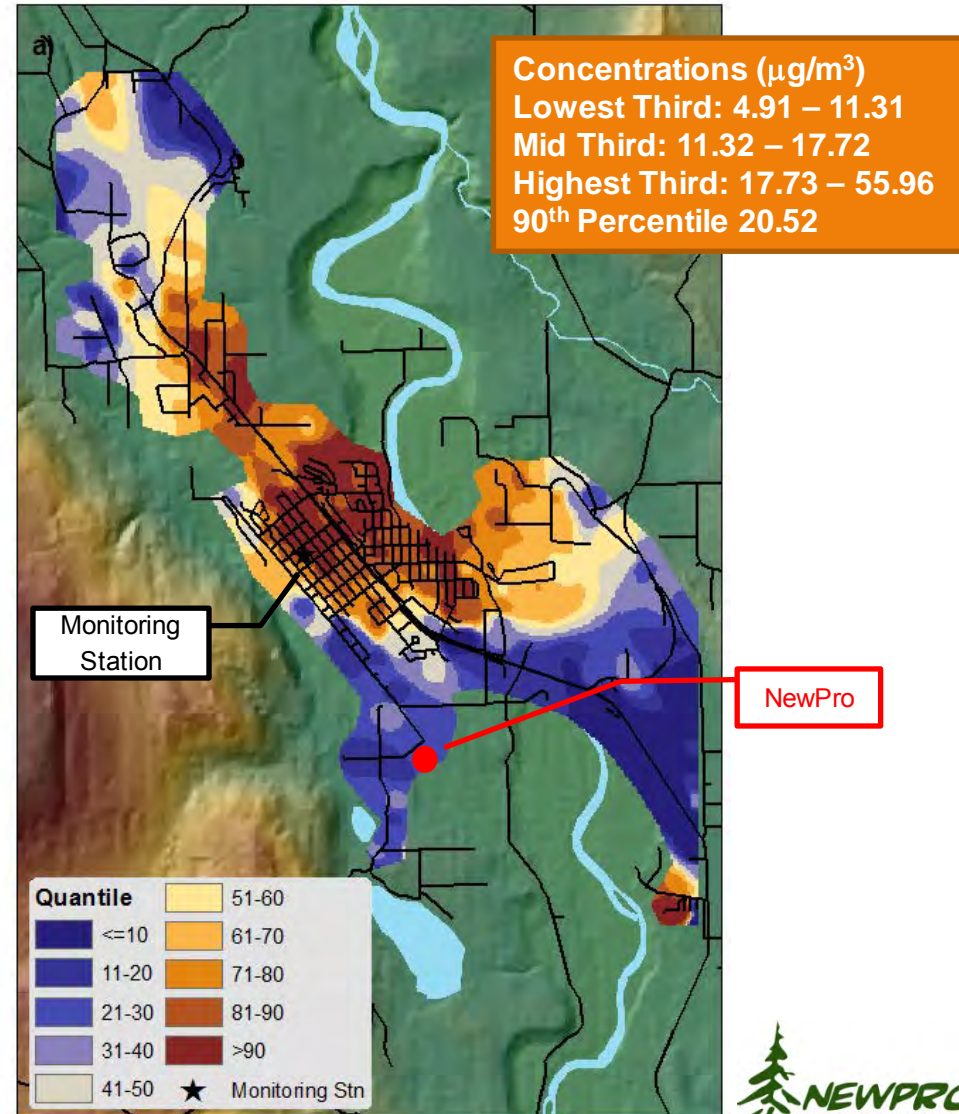 a)
Concentrations (µg/m³)
Lowest Third: 4.91 – 11.31
Mid Third: 11.32 – 17.72
Highest Third: 17.73 – 55.96
90th Percentile 20.52
Monitoring
Station
NewPro
Quantile
<=10
11-20
21-30
31-40
41-50
51-60
61-70
71-80
81-90
>90
★ Monitoring Stn
NEWPRO